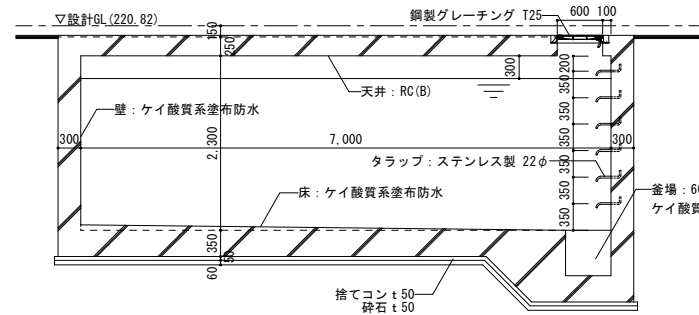 ▽設計GL(220.82)
鋼製グレーチング T25
600
100
150
250
300
200
天井：RC(B)
350
壁：ケイ酸質系塗布防水
350
300
7,000
300
2,300
350
タラップ：ステンレス製 22φ
350
床：ケイ酸質系塗布防水
350
釜場：
ケイ酸質
350
350
50
60
捨てコン t 50
砕石 t 50